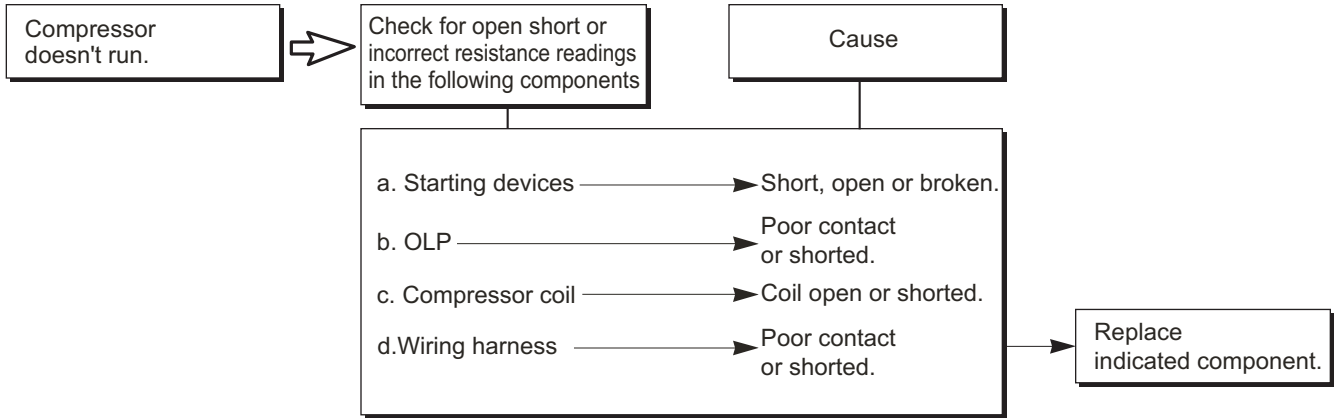 Compressor
doesn't run.
Check for open short or
incorrect resistance readings
in the following components
Cause
a. Starting devices
Short, open or broken.
b. OLP
Poor contact
or shorted.
c. Compressor coil
Coil open or shorted.
d.Wiring harness
Poor contact
or shorted.
Replace
indicated component.